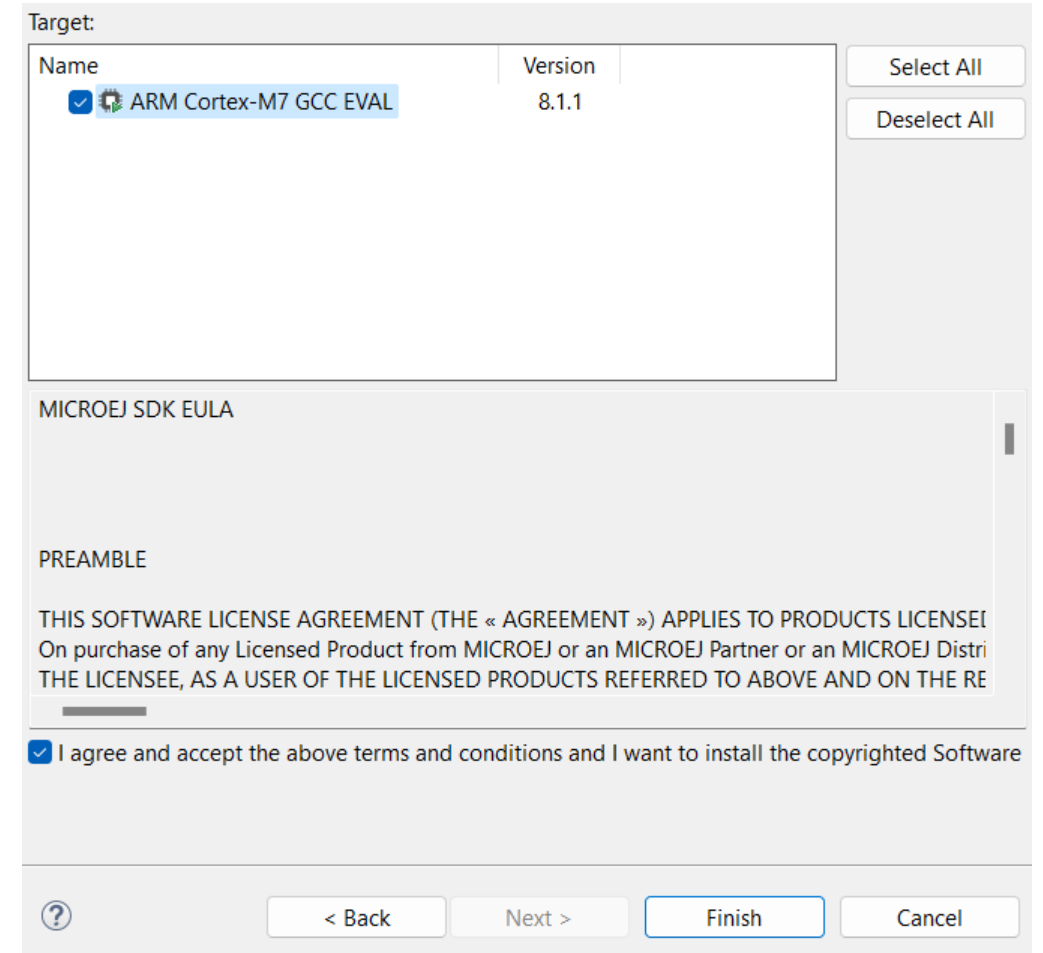 Target:
Name Version
ARM Cortex-M7 GCC EVAL 8.1.1
Select All
Deselect All
MICROEJ SDK EULA
PREAMBLE
THIS SOFTWARE LICENSE AGREEMENT (THE « AGREEMENT ») APPLIES TO PRODUCTS LICENSED
On purchase of any Licensed Product from MICROEJ or an MICROEJ Partner or an MICROEJ Distri
THE LICENSEE, AS A USER OF THE LICENSED PRODUCTS REFERRED TO ABOVE AND ON THE RE
I agree and accept the above terms and conditions and I want to install the copyrighted Software
? < Back Next > Finish Cancel